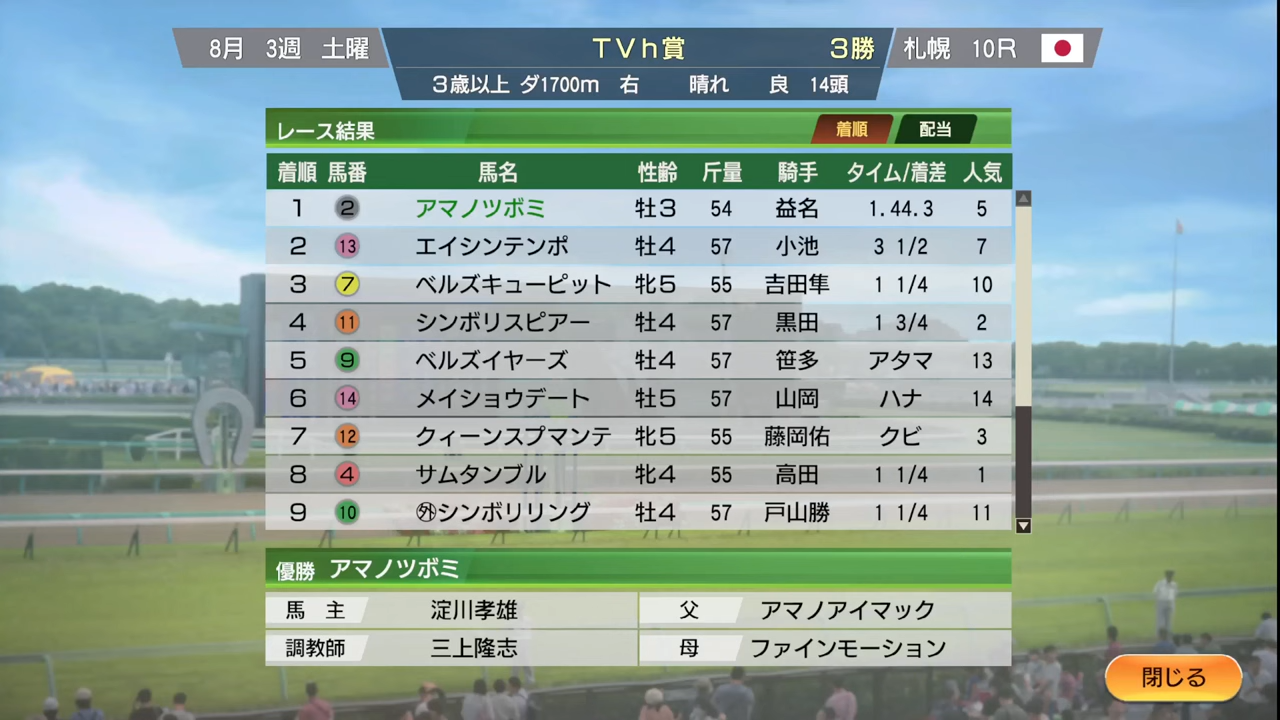 8月 3週 土曜 TVh賞 3勝 札幌 10R
3歳以上 ダ1700m 右 晴れ 良 14頭
レース結果 着順 配当
着順 馬番 馬名 性齢 斤量 騎手 タイム/着差 人気
1 2 アマノツボミ 牡3 54 益名 1.44.3 5
2 13 エイシンテンポ 牡4 57 小池 3 1/2 7
3 7 ベルズキューピット 牝5 55 吉田隼 1 1/4 10
4 11 シンボリスピアー 牡4 57 黒田 1 3/4 2
5 9 ベルズイヤーズ 牡4 57 笹多 アタマ 13
6 14 メイショウデート 牡5 57 山岡 ハナ 14
7 12 クィーンスプマンテ 牝5 55 藤岡佑 クビ 3
8 4 サムタンブル 牝4 55 高田 1 1/4 1
9 10 ㊕シンボリリング 牡4 57 戸山勝 1 1/4 11
優勝 アマノツボミ
馬主 淀川孝雄 父 アマノアイマック
調教師 三上隆志 母 ファインモーション
閉じる